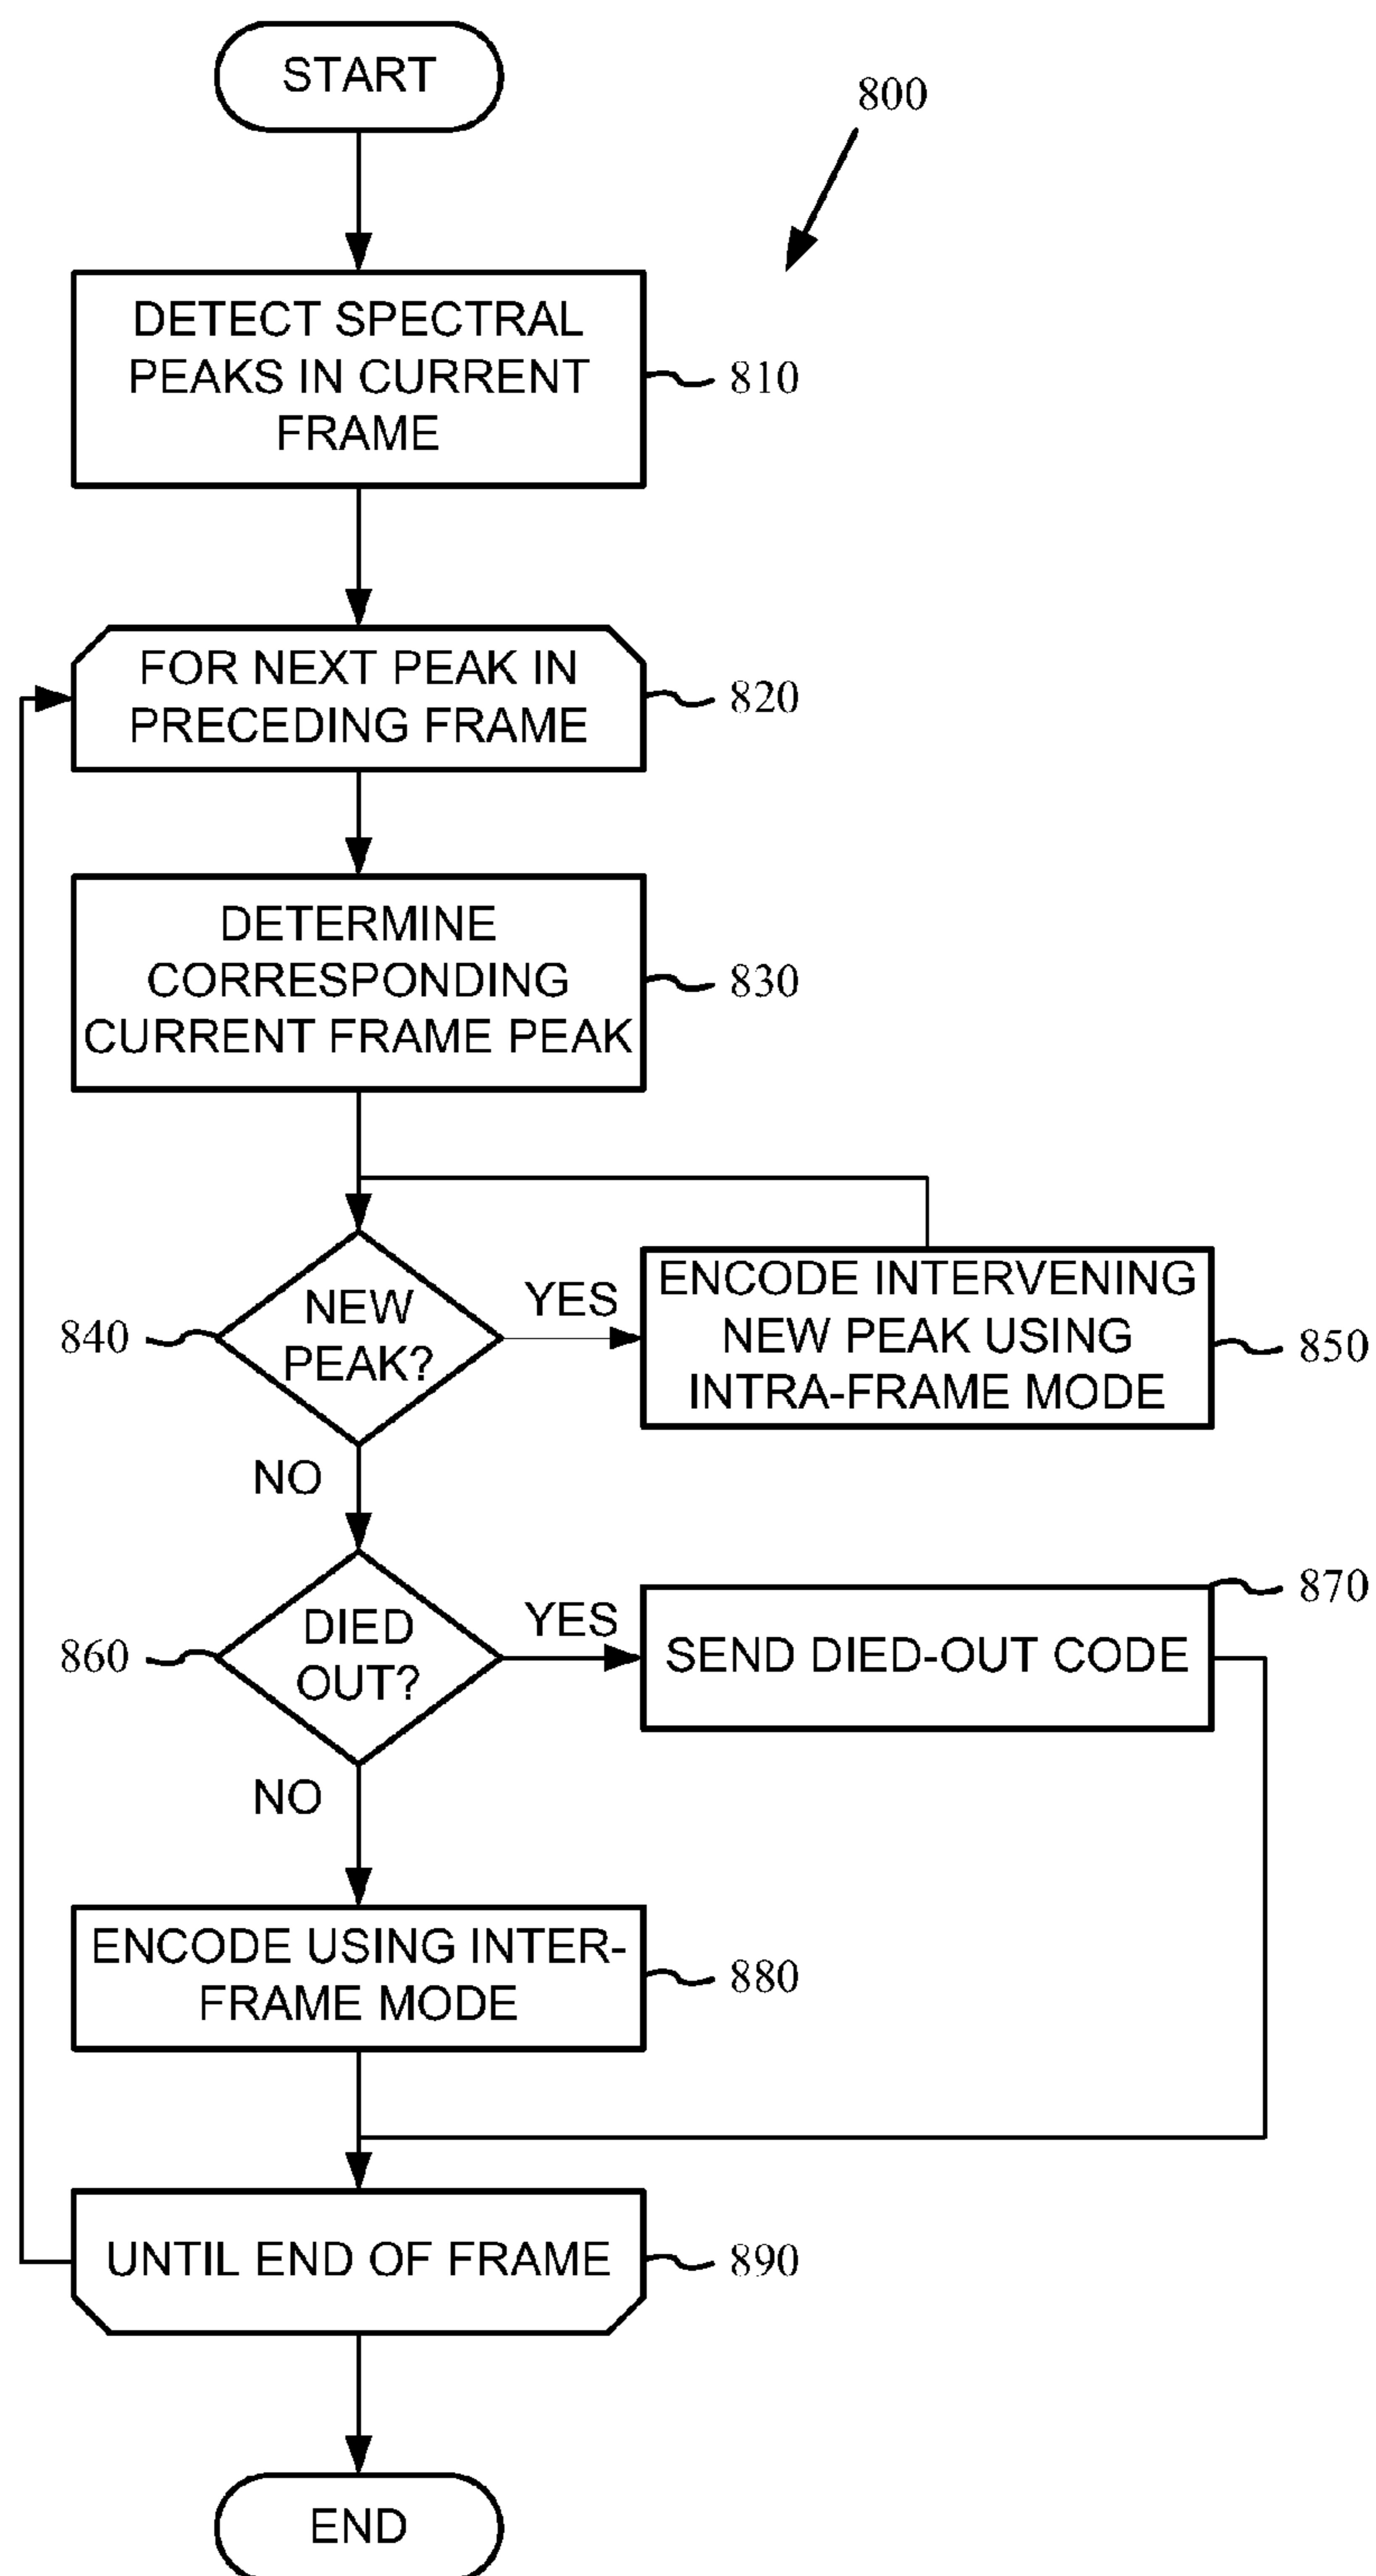 START
800
DETECT SPECTRAL
PEAKS IN CURRENT
FRAME
810
FOR NEXT PEAK IN
PRECEDING FRAME
820
DETERMINE
CORRESPONDING
CURRENT FRAME PEAK
830
840
NEW
PEAK?
YES
ENCODE INTERVENING
NEW PEAK USING
INTRA-FRAME MODE
850
NO
860
DIED
OUT?
YES
SEND DIED-OUT CODE
870
NO
ENCODE USING INTER-
FRAME MODE
880
UNTIL END OF FRAME
890
END